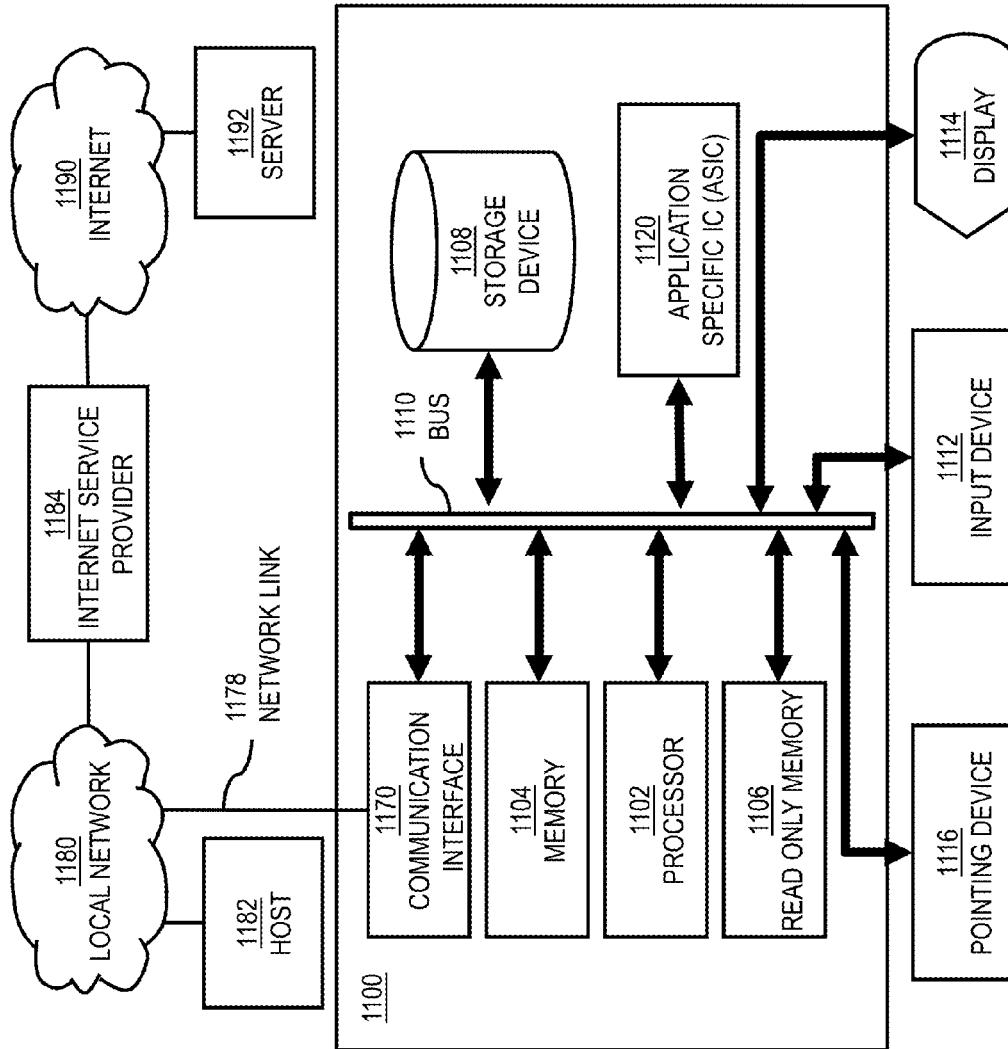 1180
LOCAL NETWORK
1184
INTERNET SERVICE
PROVIDER
1190
INTERNET
1182
HOST
1178
NETWORK LINK
1192
SERVER
1100
1170
COMMUNICATION
INTERFACE
1104
MEMORY
1102
PROCESSOR
1106
READ ONLY MEMORY
1110
BUS
1108
STORAGE
DEVICE
1120
APPLICATION
SPECIFIC IC (ASIC)
1116
POINTING DEVICE
1112
INPUT DEVICE
1114
DISPLAY